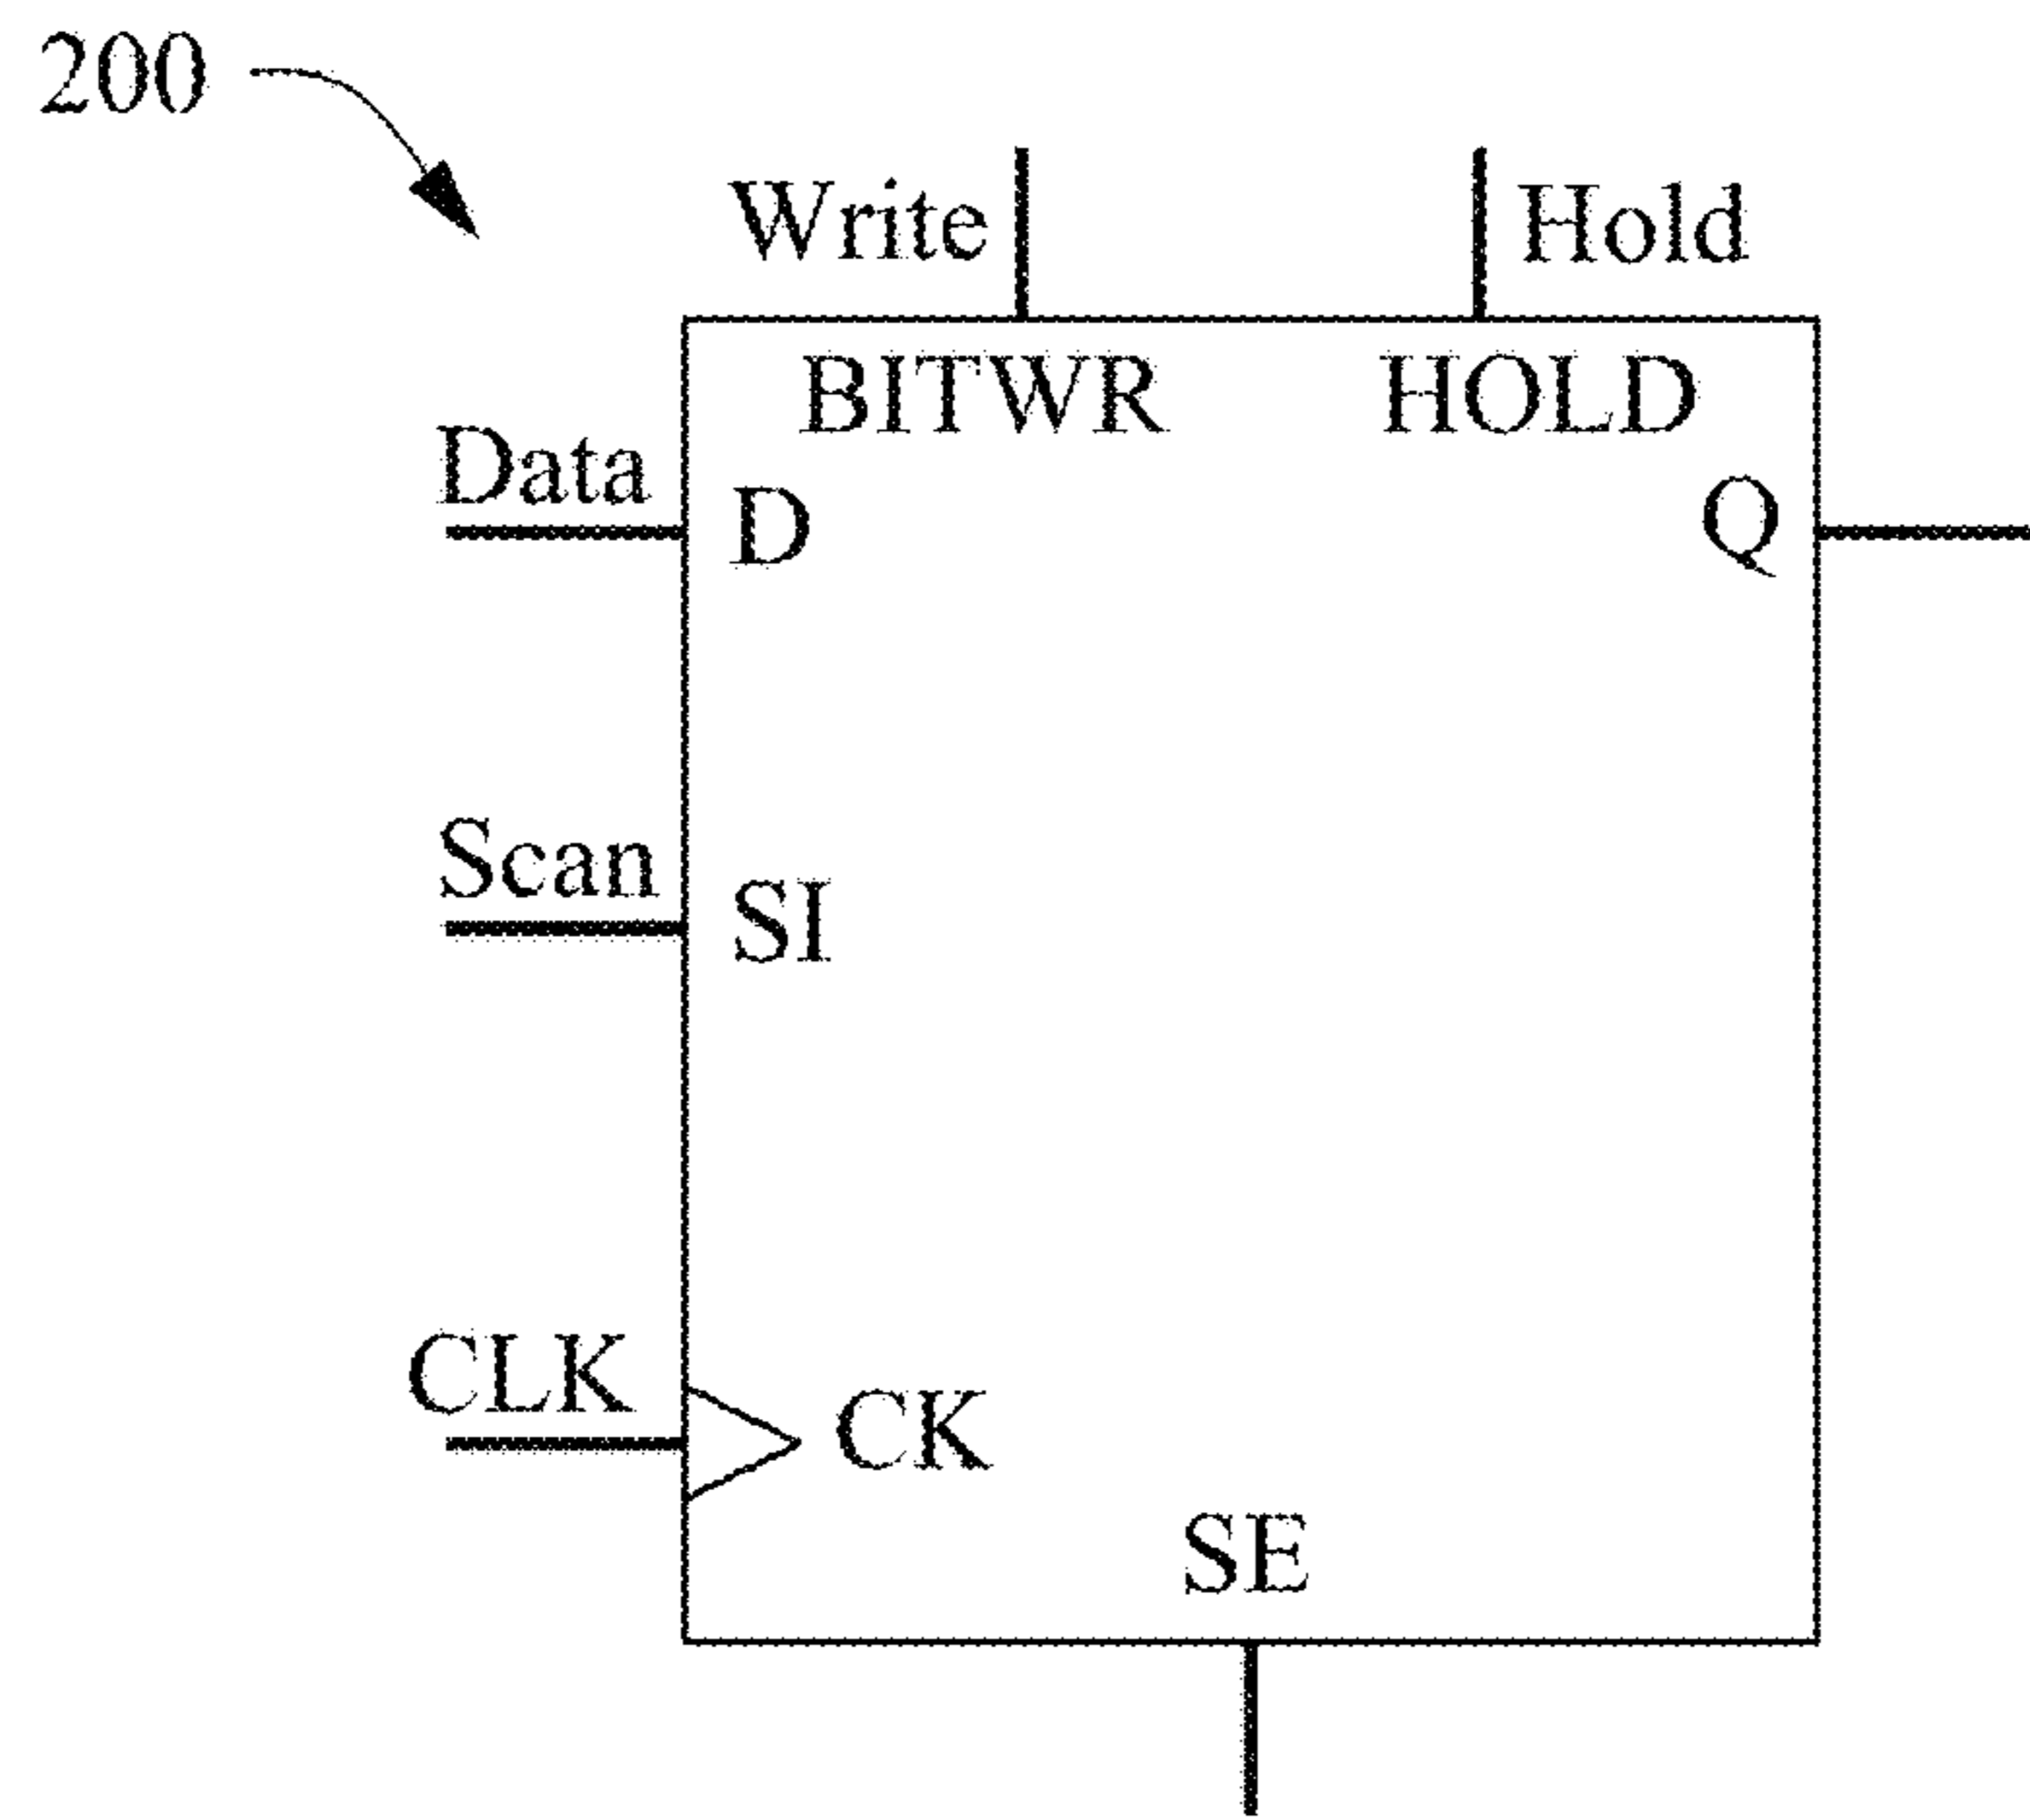 200
Write
Hold
BITWR
HOLD
Data
D
Q
Scan
SI
CLK
CK
SE